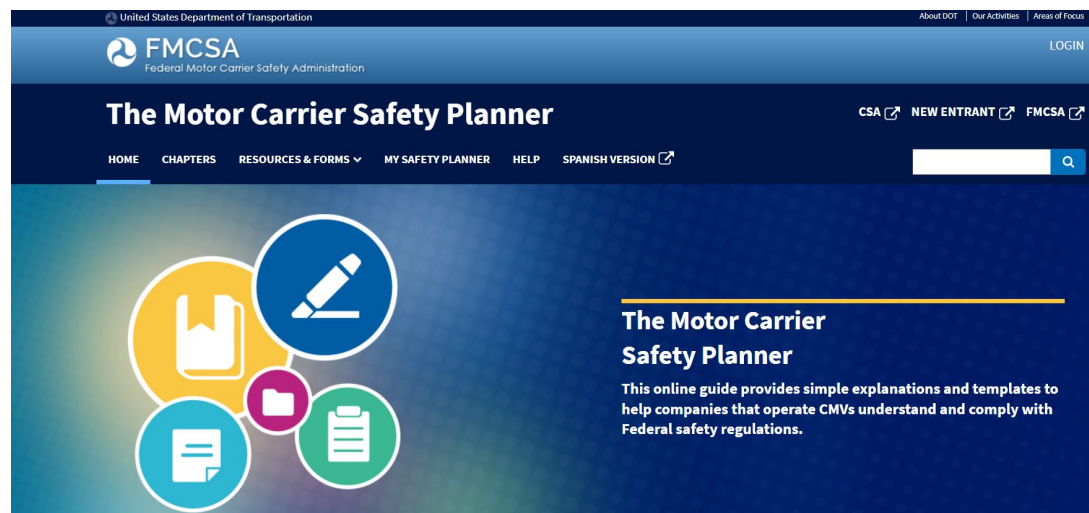 United States Department of Transportation
About DOT | Our Activities | Areas of Focus
FMCSA
Federal Motor Carrier Safety Administration
LOGIN
The Motor Carrier Safety Planner
CSA NEW ENTRANT FMCSA
HOME CHAPTERS RESOURCES & FORMS MY SAFETY PLANNER HELP SPANISH VERSION
The Motor Carrier
Safety Planner
This online guide provides simple explanations and templates to
help companies that operate CMVs understand and comply with
Federal safety regulations.